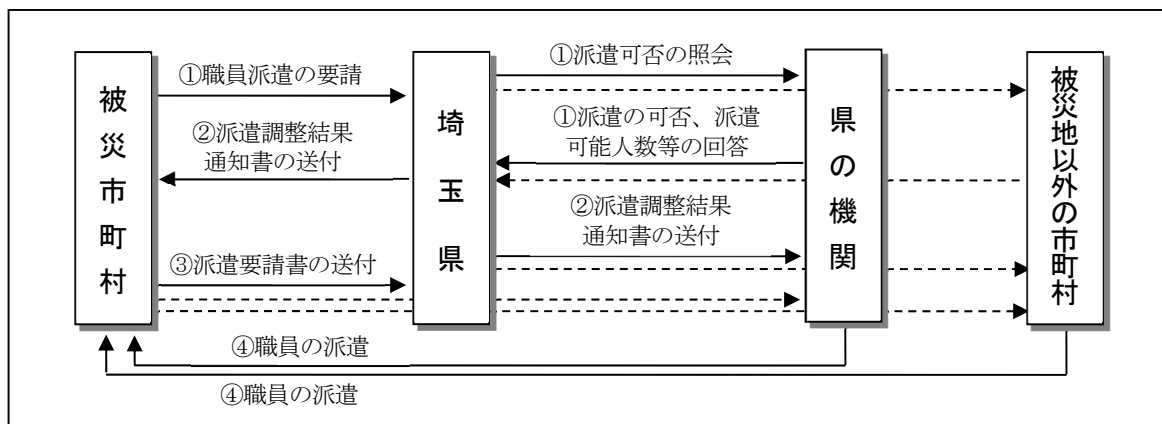 被災市町村
①職員派遣の要請
②派遣調整結果
通知書の送付
③派遣要請書の送付
埼玉県
①派遣可否の照会
①派遣の可否、派遣
可能人数等の回答
②派遣調整結果
通知書の送付
県の機関
被災地以外の市町村
④職員の派遣
④職員の派遣